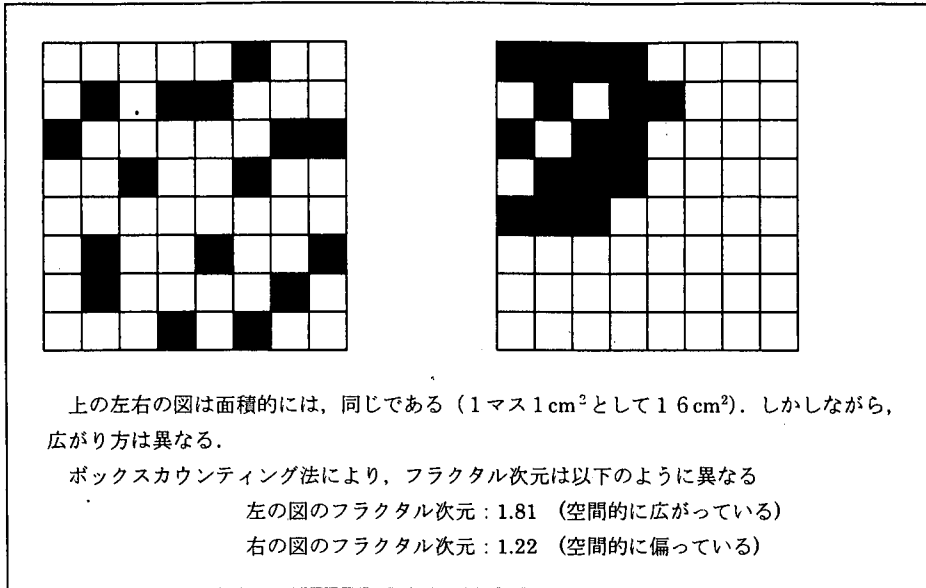 上の左右の図は面積的には，同じである（１マス１cm²として１６cm²）．しかしながら，
広がり方は異なる．
ボックスカウンティング法により，フラクタル次元は以下のように異なる
左の図のフラクタル次元：1.81　(空間的に広がっている)
右の図のフラクタル次元：1.22　(空間的に偏っている)